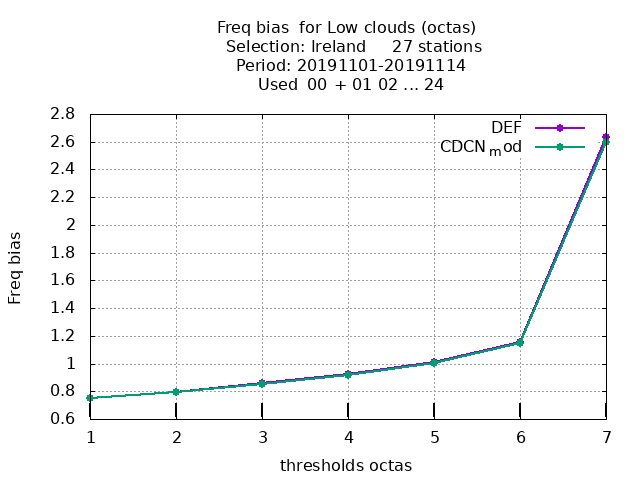 Freq bias  for Low clouds (octas)
Selection: Ireland     27 stations
Period: 20191101-20191114
Used  00 + 01 02 ... 24
DEF
CDCNmod
2.8
2.6
2.4
2.2
2
1.8
1.6
1.4
1.2
1
0.8
0.6
Freq bias
1 2 3 4 5 6 7
thresholds octas